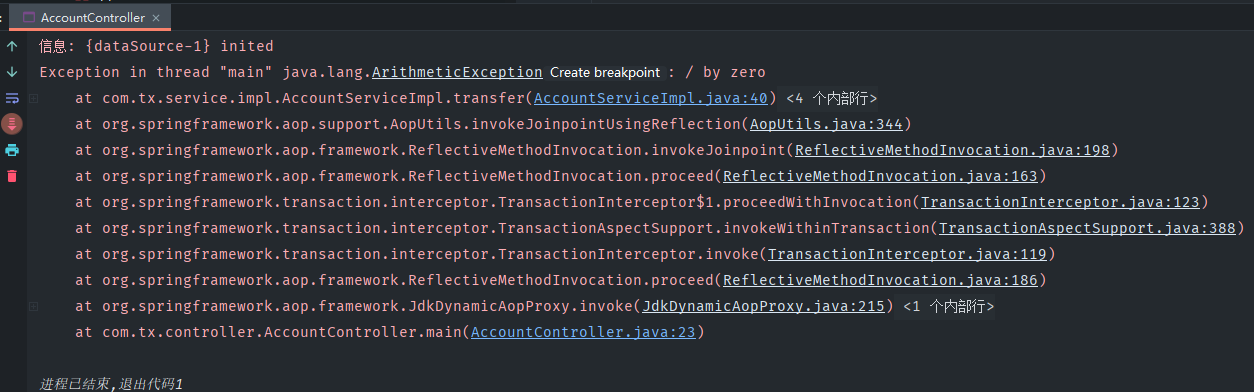 AccountController ×
信息: {dataSource-1} inited
Exception in thread "main" java.lang.ArithmeticException Create breakpoint : / by zero
at com.tx.service.impl.AccountServiceImpl.transfer(AccountServiceImpl.java:40) <4 个内部行>
at org.springframework.aop.support.AopUtils.invokeJoinpointUsingReflection(AopUtils.java:344)
at org.springframework.aop.framework.ReflectiveMethodInvocation.invokeJoinpoint(ReflectiveMethodInvocation.java:198)
at org.springframework.aop.framework.ReflectiveMethodInvocation.proceed(ReflectiveMethodInvocation.java:163)
at org.springframework.transaction.interceptor.TransactionInterceptor$1.proceedWithInvocation(TransactionInterceptor.java:123)
at org.springframework.transaction.interceptor.TransactionAspectSupport.invokeWithinTransaction(TransactionAspectSupport.java:388)
at org.springframework.transaction.interceptor.TransactionInterceptor.invoke(TransactionInterceptor.java:119)
at org.springframework.aop.framework.ReflectiveMethodInvocation.proceed(ReflectiveMethodInvocation.java:186)
at org.springframework.aop.framework.JdkDynamicAopProxy.invoke(JdkDynamicAopProxy.java:215) <1 个内部行>
at com.tx.controller.AccountController.main(AccountController.java:23)
进程已结束,退出代码1